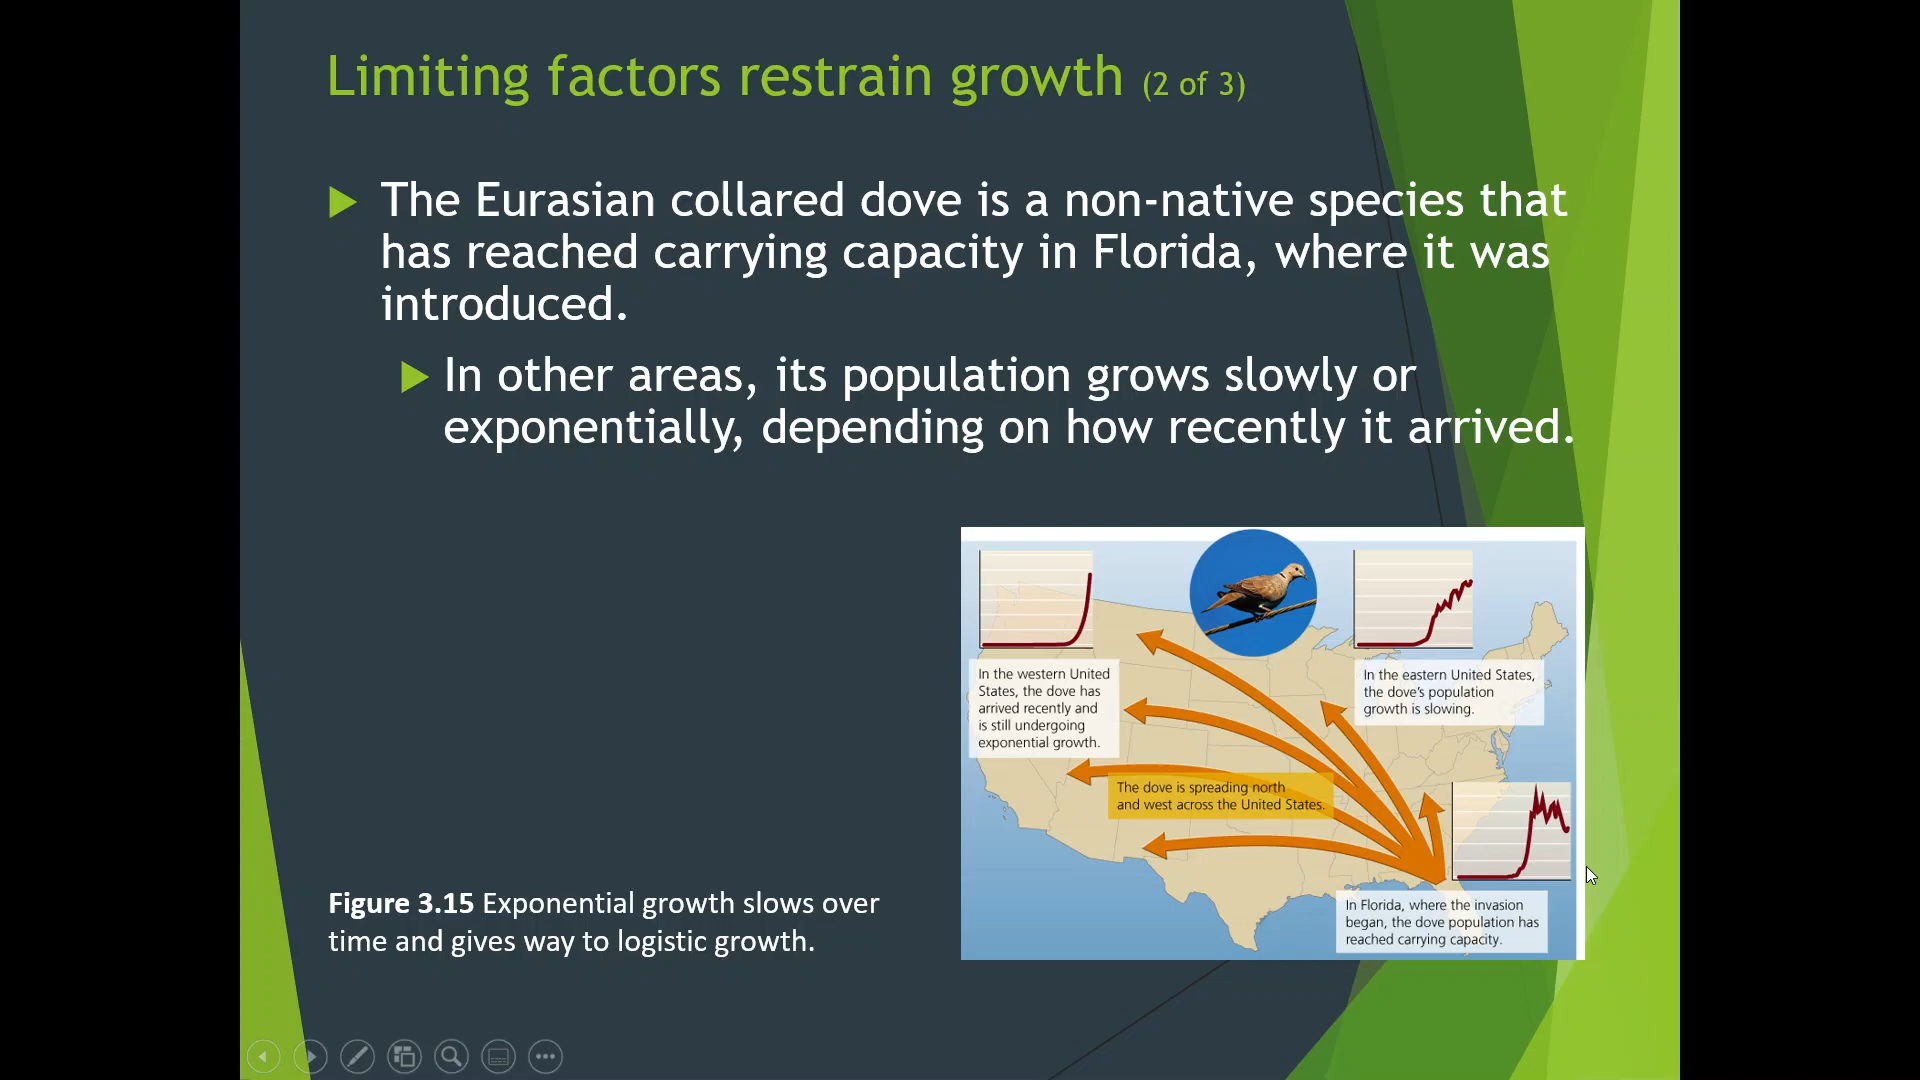 Limiting factors restrain growth (2 of 3)
The Eurasian collared dove is a non-native species that
has reached carrying capacity in Florida, where it was
introduced.
In other areas, its population grows slowly or
exponentially, depending on how recently it arrived.
In the western United
States, the dove has
arrived recently and
is still undergoing
exponential growth.
In the eastern United States,
the dove's population
growth is slowing.
The dove is spreading north
and west across the United States.
In Florida, where the invasion
began, the dove population has
reached carrying capacity.
Figure 3.15 Exponential growth slows over
time and gives way to logistic growth.